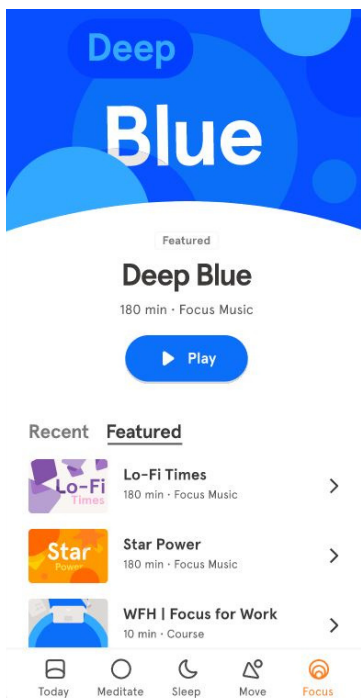 Deep
Blue
Featured
Deep Blue
180 min · Focus Music
Play
Recent Featured
Lo-Fi
Times
Lo-Fi Times
180 min · Focus Music
Star
Power
Star Power
180 min · Focus Music
WFH | Focus for Work
10 min · Course
Today Meditate Sleep Move Focus